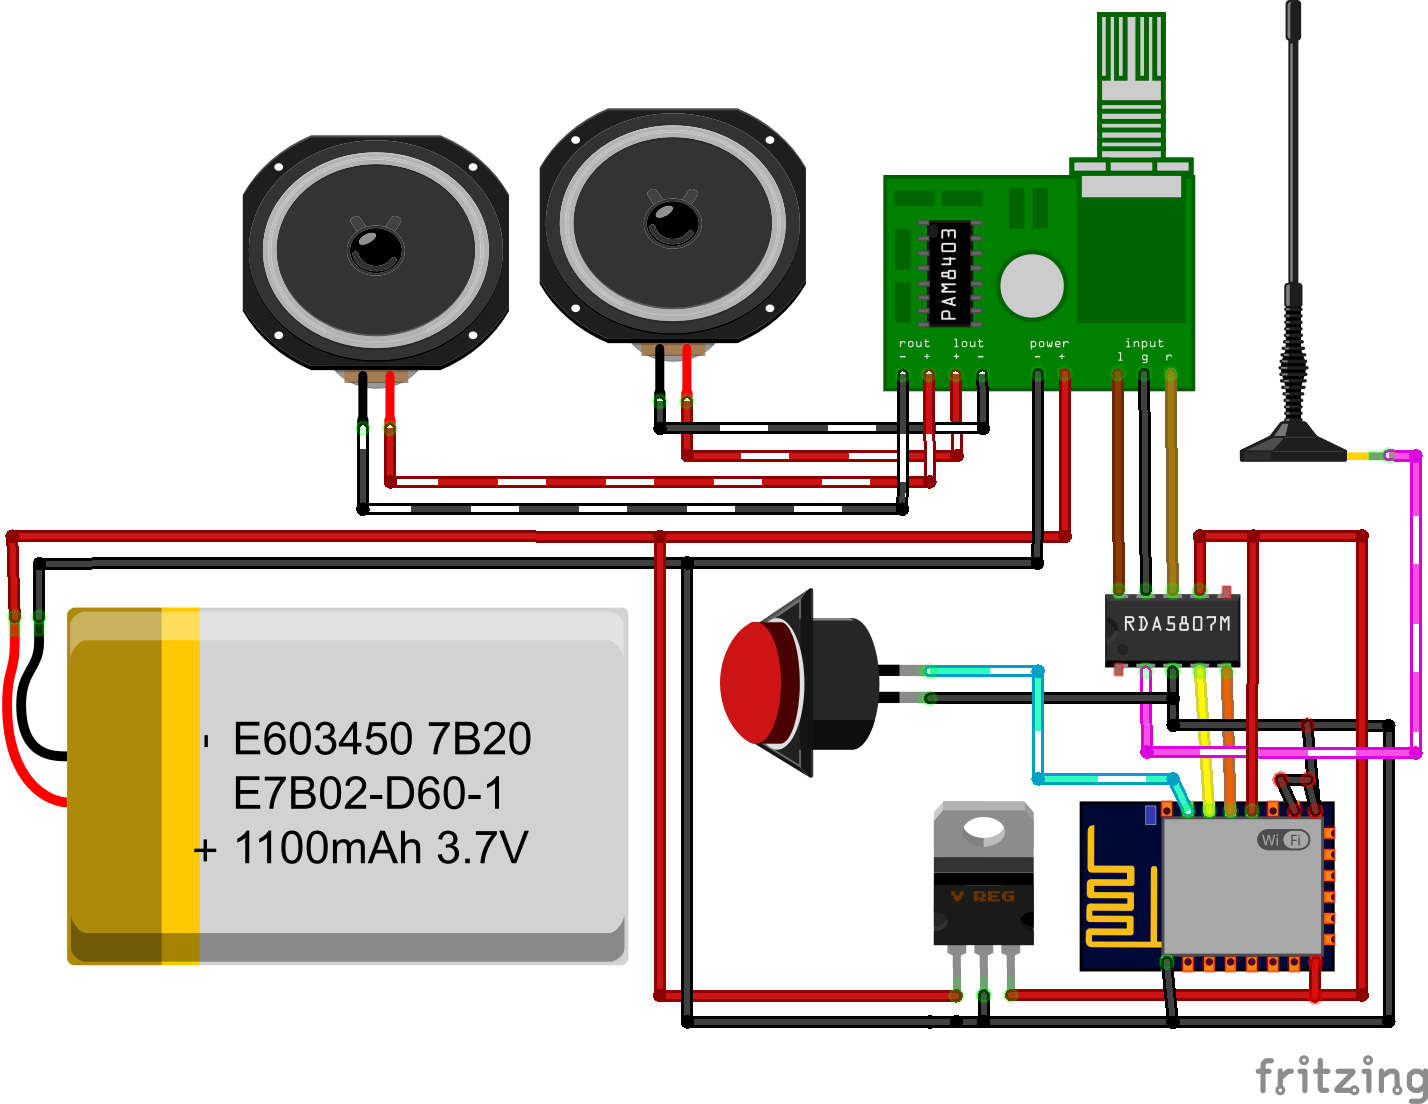 PAM8403
rout lout power input
- + + - - + l g r
RDA5807M
- E603450 7B20
E7B02-D60-1
+ 1100mAh 3.7V
V REG
Wi Fi
fritzing